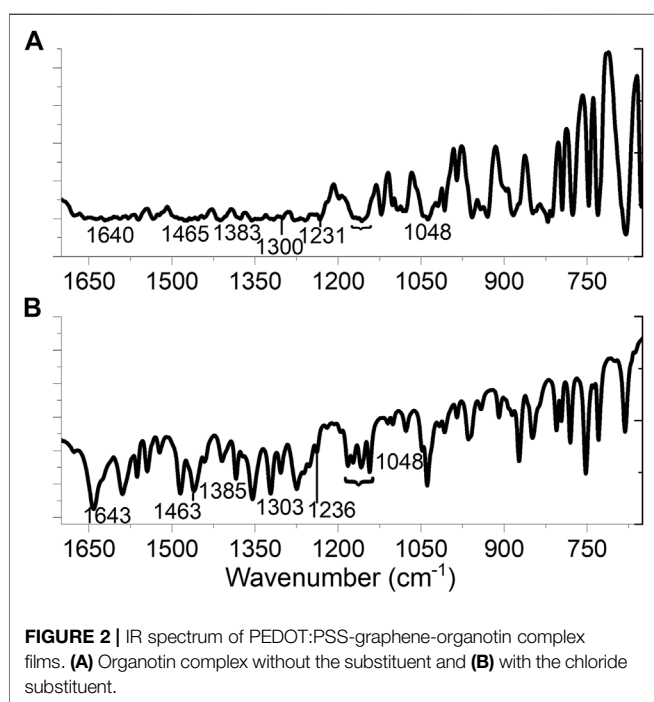 A
1640 1465 1383 1300 1231 1048
1650 1500 1350 1200 1050 900 750
B
1643 1463 1385 1303 1236 1048
1650 1500 1350 1200 1050 900 750
Wavenumber (cm⁻¹)
FIGURE 2 | IR spectrum of PEDOT:PSS-graphene-organotin complex
films. (A) Organotin complex without the substituent and (B) with the chloride
substituent.